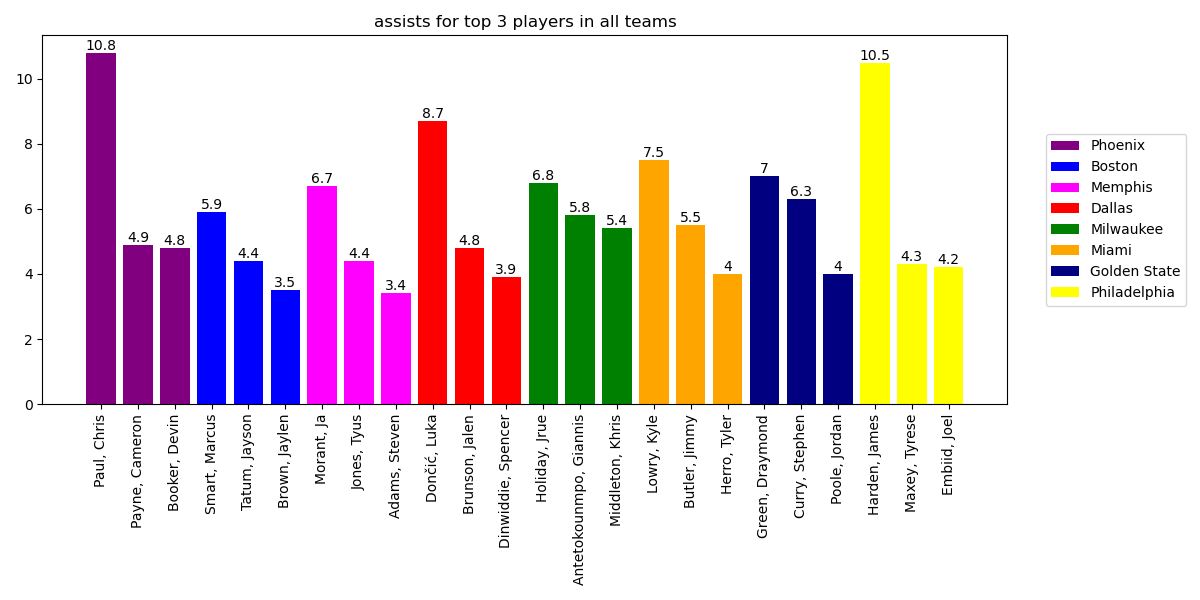 assists for top 3 players in all teams
10.8
4.9
4.8
5.9
4.4
3.5
6.7
4.4
3.4
8.7
4.8
3.9
6.8
5.8
5.4
7.5
5.5
4
7
6.3
4
10.5
4.3
4.2
10
8
6
4
2
0
Paul, Chris
Payne, Cameron
Booker, Devin
Smart, Marcus
Tatum, Jayson
Brown, Jaylen
Morant, Ja
Jones, Tyus
Adams, Steven
Dončić, Luka
Brunson, Jalen
Dinwiddie, Spencer
Holiday, Jrue
Antetokounmpo, Giannis
Middleton, Khris
Lowry, Kyle
Butler, Jimmy
Herro, Tyler
Green, Draymond
Curry, Stephen
Poole, Jordan
Harden, James
Maxey, Tyrese
Embiid, Joel
Phoenix
Boston
Memphis
Dallas
Milwaukee
Miami
Golden State
Philadelphia